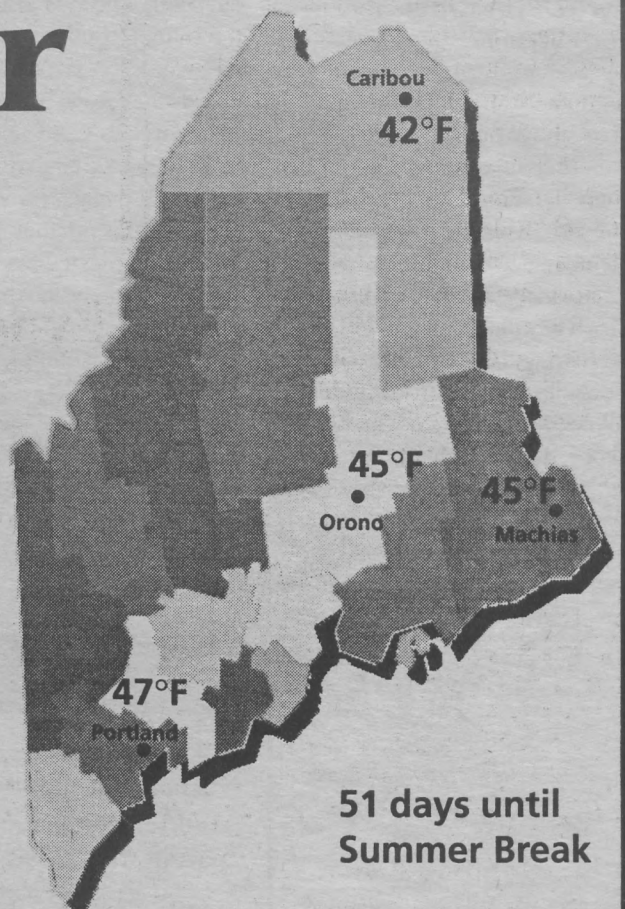 r
Caribou
42°F
45°F
Orono
45°F
Machias
47°F
Portland
51 days until
Summer Break